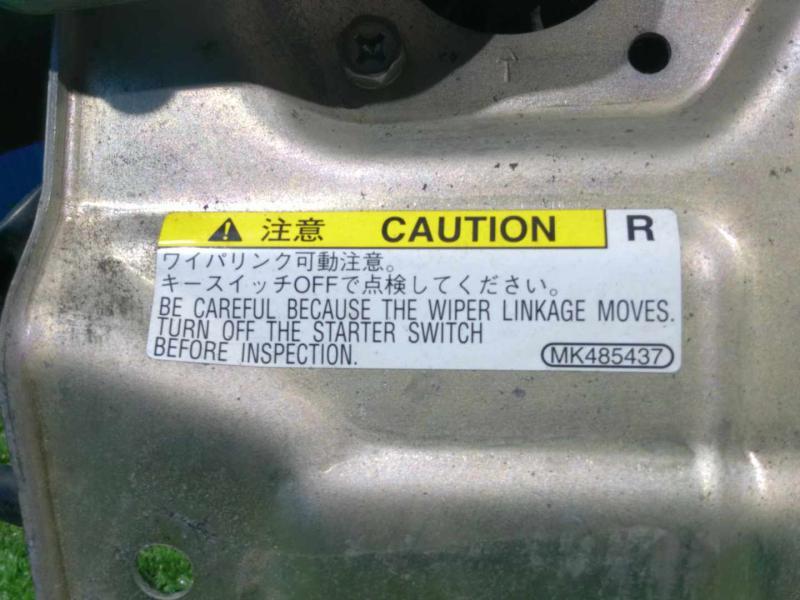 注意 CAUTION R
ワイパリンク可動注意。
キースイッチOFFで点検してください。
BE CAREFUL BECAUSE THE WIPER LINKAGE MOVES.
TURN OFF THE STARTER SWITCH
BEFORE INSPECTION.
MK485437